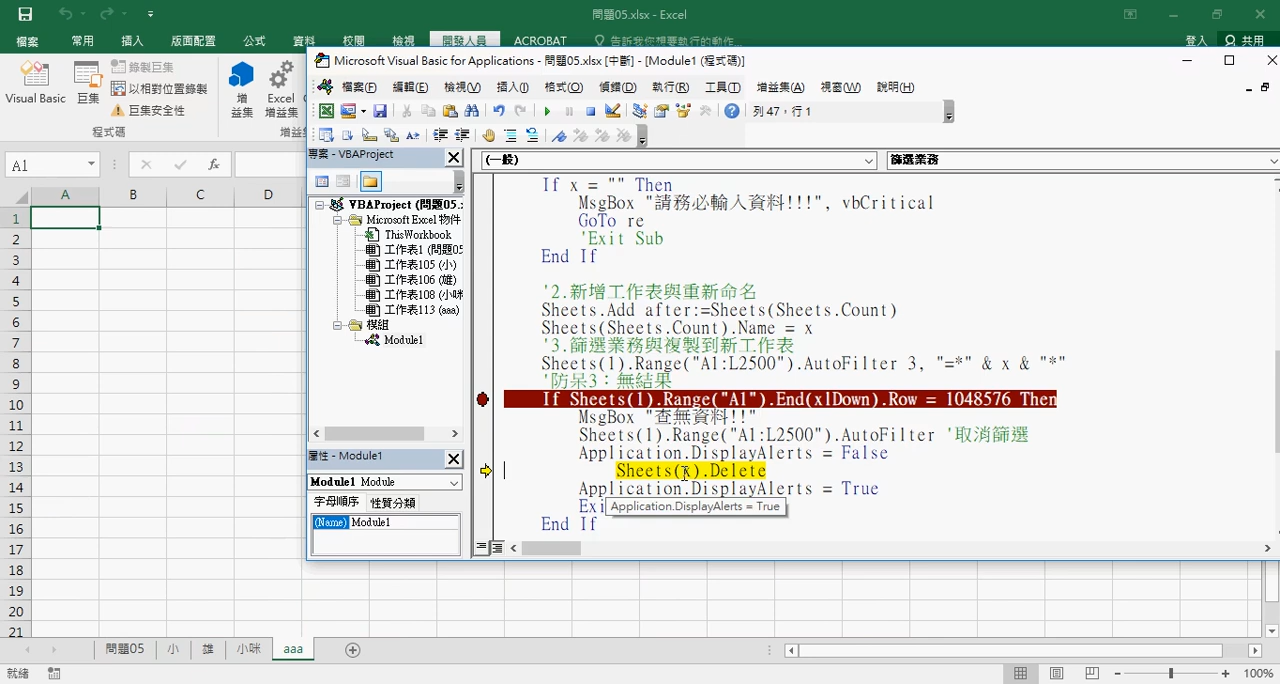 問題05.xlsx - Excel
檔案 常用 插入 版面配置 公式 資料 校閱 檢視 開發人員 ACROBAT 告訴我您想要執行的動作... 登入 共用
Visual Basic 巨集 錄製巨集 以相對位置錄製 巨集安全性 程式碼
增益集 Excel 增益集
A1
A B C D
1
2
3
4
5
6
7
8
9
10
11
12
13
14
15
16
17
18
19
20
21
Microsoft Visual Basic for Applications - 問題05.xlsx [中斷] - [Module1 (程式碼)]
檔案(F) 編輯(E) 檢視(V) 插入(I) 格式(O) 偵錯(D) 執行(R) 工具(T) 增益集(A) 視窗(W) 說明(H)
列 47，行 1
專案 - VBAProject
VBAProject (問題05.
Microsoft Excel 物件
ThisWorkbook
工作表1 (問題05
工作表105 (小)
工作表106 (雄)
工作表108 (小咪
工作表113 (aaa)
模組
Module1
屬性 - Module1
Module1 Module
字母順序 性質分類
(Name) Module1
(一般) 篩選業務
If x = "" Then
MsgBox "請務必輸入資料!!!", vbCritical
GoTo re
'Exit Sub
End If
'2.新增工作表與重新命名
Sheets.Add after:=Sheets(Sheets.Count)
Sheets(Sheets.Count).Name = x
'3.篩選業務與複製到新工作表
Sheets(1).Range("A1:L2500").AutoFilter 3, "=*" & x & "*"
'防呆3：無結果
If Sheets(1).Range("A1").End(xlDown).Row = 1048576 Then
MsgBox "查無資料!!"
Sheets(1).Range("A1:L2500").AutoFilter '取消篩選
Application.DisplayAlerts = False
Sheets(x).Delete
Application.DisplayAlerts = True
Exi
Application.DisplayAlerts = True
End If
問題05 小 雄 小咪 aaa
就緒 100%